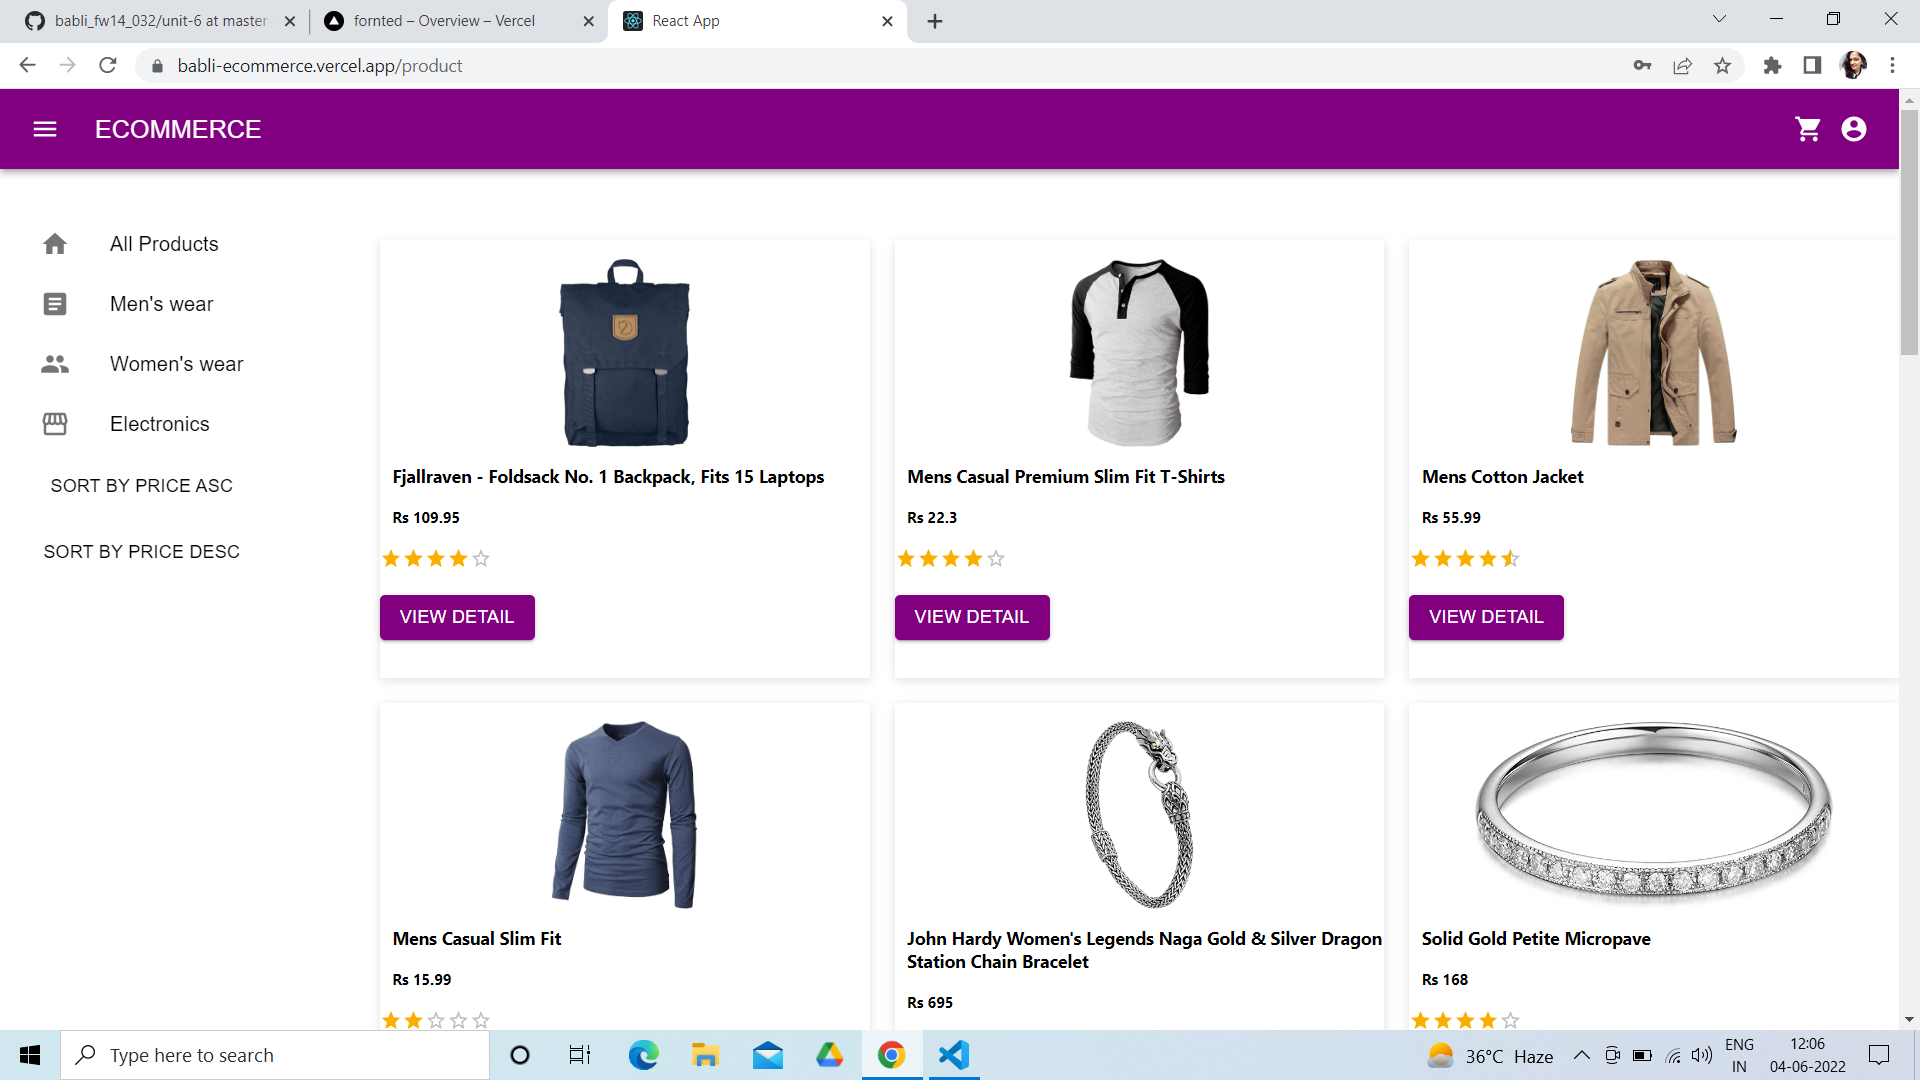 babli_fw14_032/unit-6 at master
fornted – Overview – Vercel
React App
babli-ecommerce.vercel.app/product
ECOMMERCE
All Products
Men's wear
Women's wear
Electronics
SORT BY PRICE ASC
SORT BY PRICE DESC
Fjallraven - Foldsack No. 1 Backpack, Fits 15 Laptops
Rs 109.95
VIEW DETAIL
Mens Casual Premium Slim Fit T-Shirts
Rs 22.3
VIEW DETAIL
Mens Cotton Jacket
Rs 55.99
VIEW DETAIL
Mens Casual Slim Fit
Rs 15.99
John Hardy Women's Legends Naga Gold & Silver Dragon
Station Chain Bracelet
Rs 695
Solid Gold Petite Micropave
Rs 168
Type here to search
36°C Haze
ENG
IN
12:06
04-06-2022